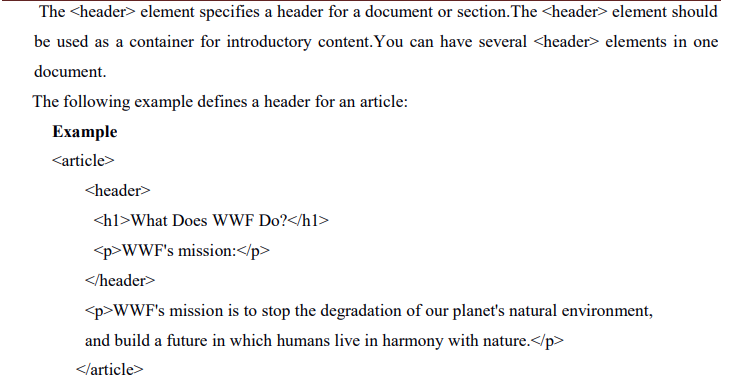 The <header> element specifies a header for a document or section.The <header> element should
be used as a container for introductory content.You can have several <header> elements in one
document.
The following example defines a header for an article:
Example
<article>
<header>
<h1>What Does WWF Do?</h1>
<p>WWF's mission:</p>
</header>
<p>WWF's mission is to stop the degradation of our planet's natural environment,
and build a future in which humans live in harmony with nature.</p>
</article>